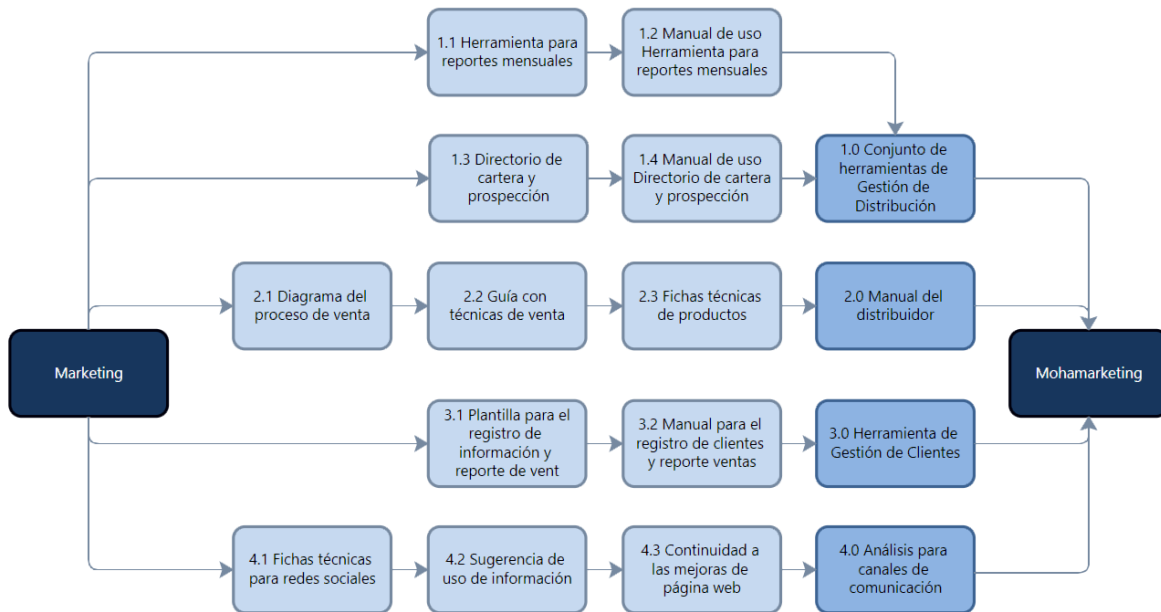 1.1 Herramienta para
reportes mensuales
1.2 Manual de uso
Herramienta para
reportes mensuales
1.3 Directorio de
cartera y
prospección
1.4 Manual de uso
Directorio de cartera
y prospección
1.0 Conjunto de
herramientas de
Gestión de
Distribución
2.1 Diagrama del
proceso de venta
2.2 Guía con
técnicas de venta
2.3 Fichas técnicas
de productos
2.0 Manual del
distribuidor
Marketing
Mohamarketing
3.1 Plantilla para el
registro de
información y
reporte de vent
3.2 Manual para el
registro de clientes
y reporte ventas
3.0 Herramienta de
Gestión de Clientes
4.1 Fichas técnicas
para redes sociales
4.2 Sugerencia de
uso de información
4.3 Continuidad a
las mejoras de
página web
4.0 Análisis para
canales de
comunicación